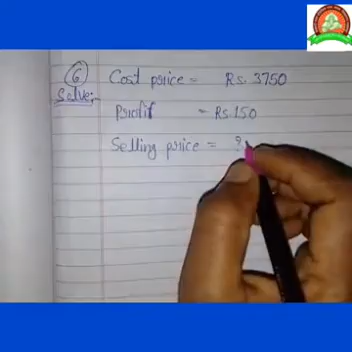 6 Cost price = Rs. 3750
Solve:
Profit = Rs.150
Selling price = ?